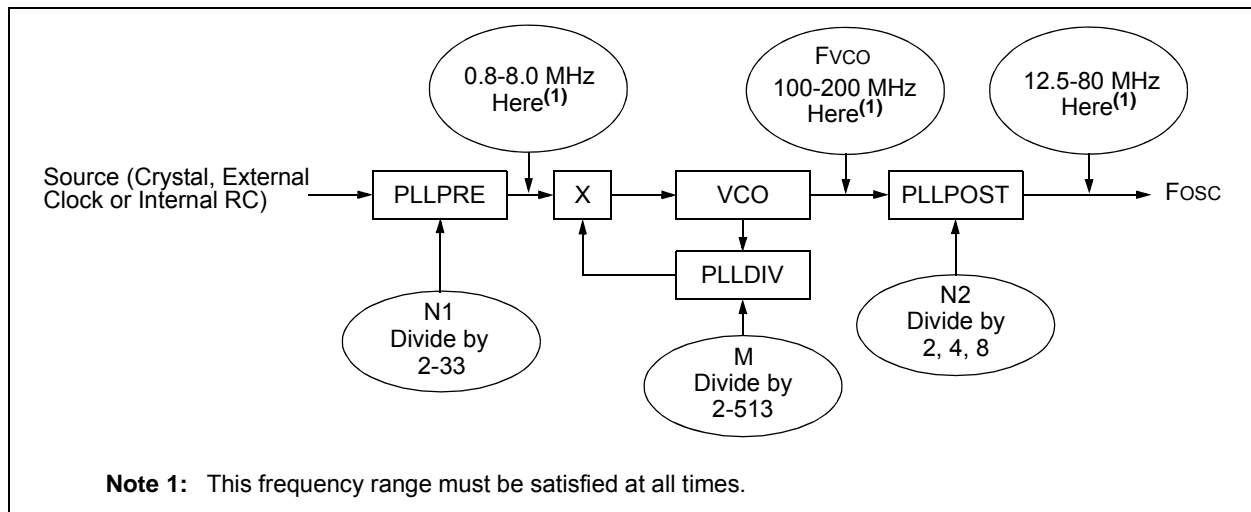 0.8-8.0 MHz
Here(1)
FVCO
100-200 MHz
Here(1)
12.5-80 MHz
Here(1)
Source (Crystal, External
Clock or Internal RC)
PLLPRE
X
VCO
PLLPOST
FOSC
PLLDIV
N1
Divide by
2-33
M
Divide by
2-513
N2
Divide by
2, 4, 8
Note 1: This frequency range must be satisfied at all times.